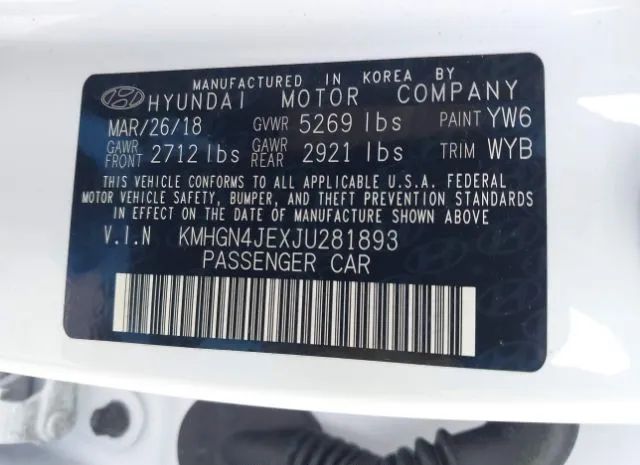 MANUFACTURED IN KOREA BY
HYUNDAI MOTOR COMPANY
MAR/26/18 GVWR 5269 lbs PAINT YW6
GAWR FRONT 2712 lbs GAWR REAR 2921 lbs TRIM WYB
THIS VEHICLE CONFORMS TO ALL APPLICABLE U.S.A. FEDERAL
MOTOR VEHICLE SAFETY, BUMPER, AND THEFT PREVENTION STANDARDS
IN EFFECT ON THE DATE OF MANUFACTURE SHOWN ABOVE
V.I.N KMHGN4JEXJU281893
PASSENGER CAR